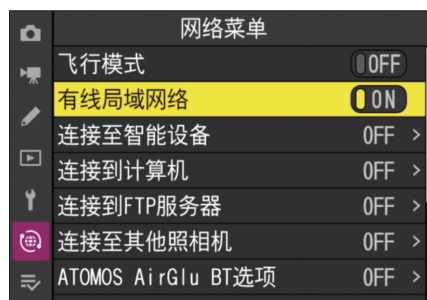 网络菜单
飞行模式 OFF
有线局域网络 ON
连接至智能设备 OFF >
连接到计算机 OFF >
连接到FTP服务器 OFF >
连接至其他照相机 OFF >
ATOMOS AirGlu BT选项 OFF >